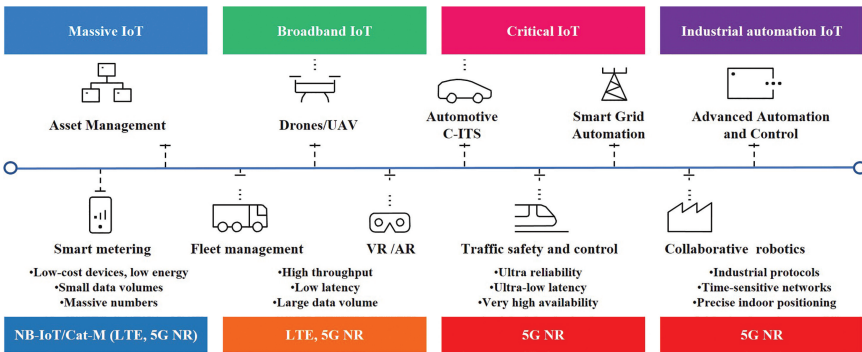 Massive IoT
Broadband IoT
Critical IoT
Industrial automation IoT
Asset Management
Drones/UAV
Automotive
C-ITS
Smart Grid
Automation
Advanced Automation
and Control
Smart metering
Fleet management
VR /AR
Traffic safety and control
Collaborative robotics
•Low-cost devices, low energy
•Small data volumes
•Massive numbers
•High throughput
•Low latency
•Large data volume
•Ultra reliability
•Ultra-low latency
•Very high availability
•Industrial protocols
•Time-sensitive networks
•Precise indoor positioning
NB-IoT/Cat-M (LTE, 5G NR)
LTE, 5G NR
5G NR
5G NR